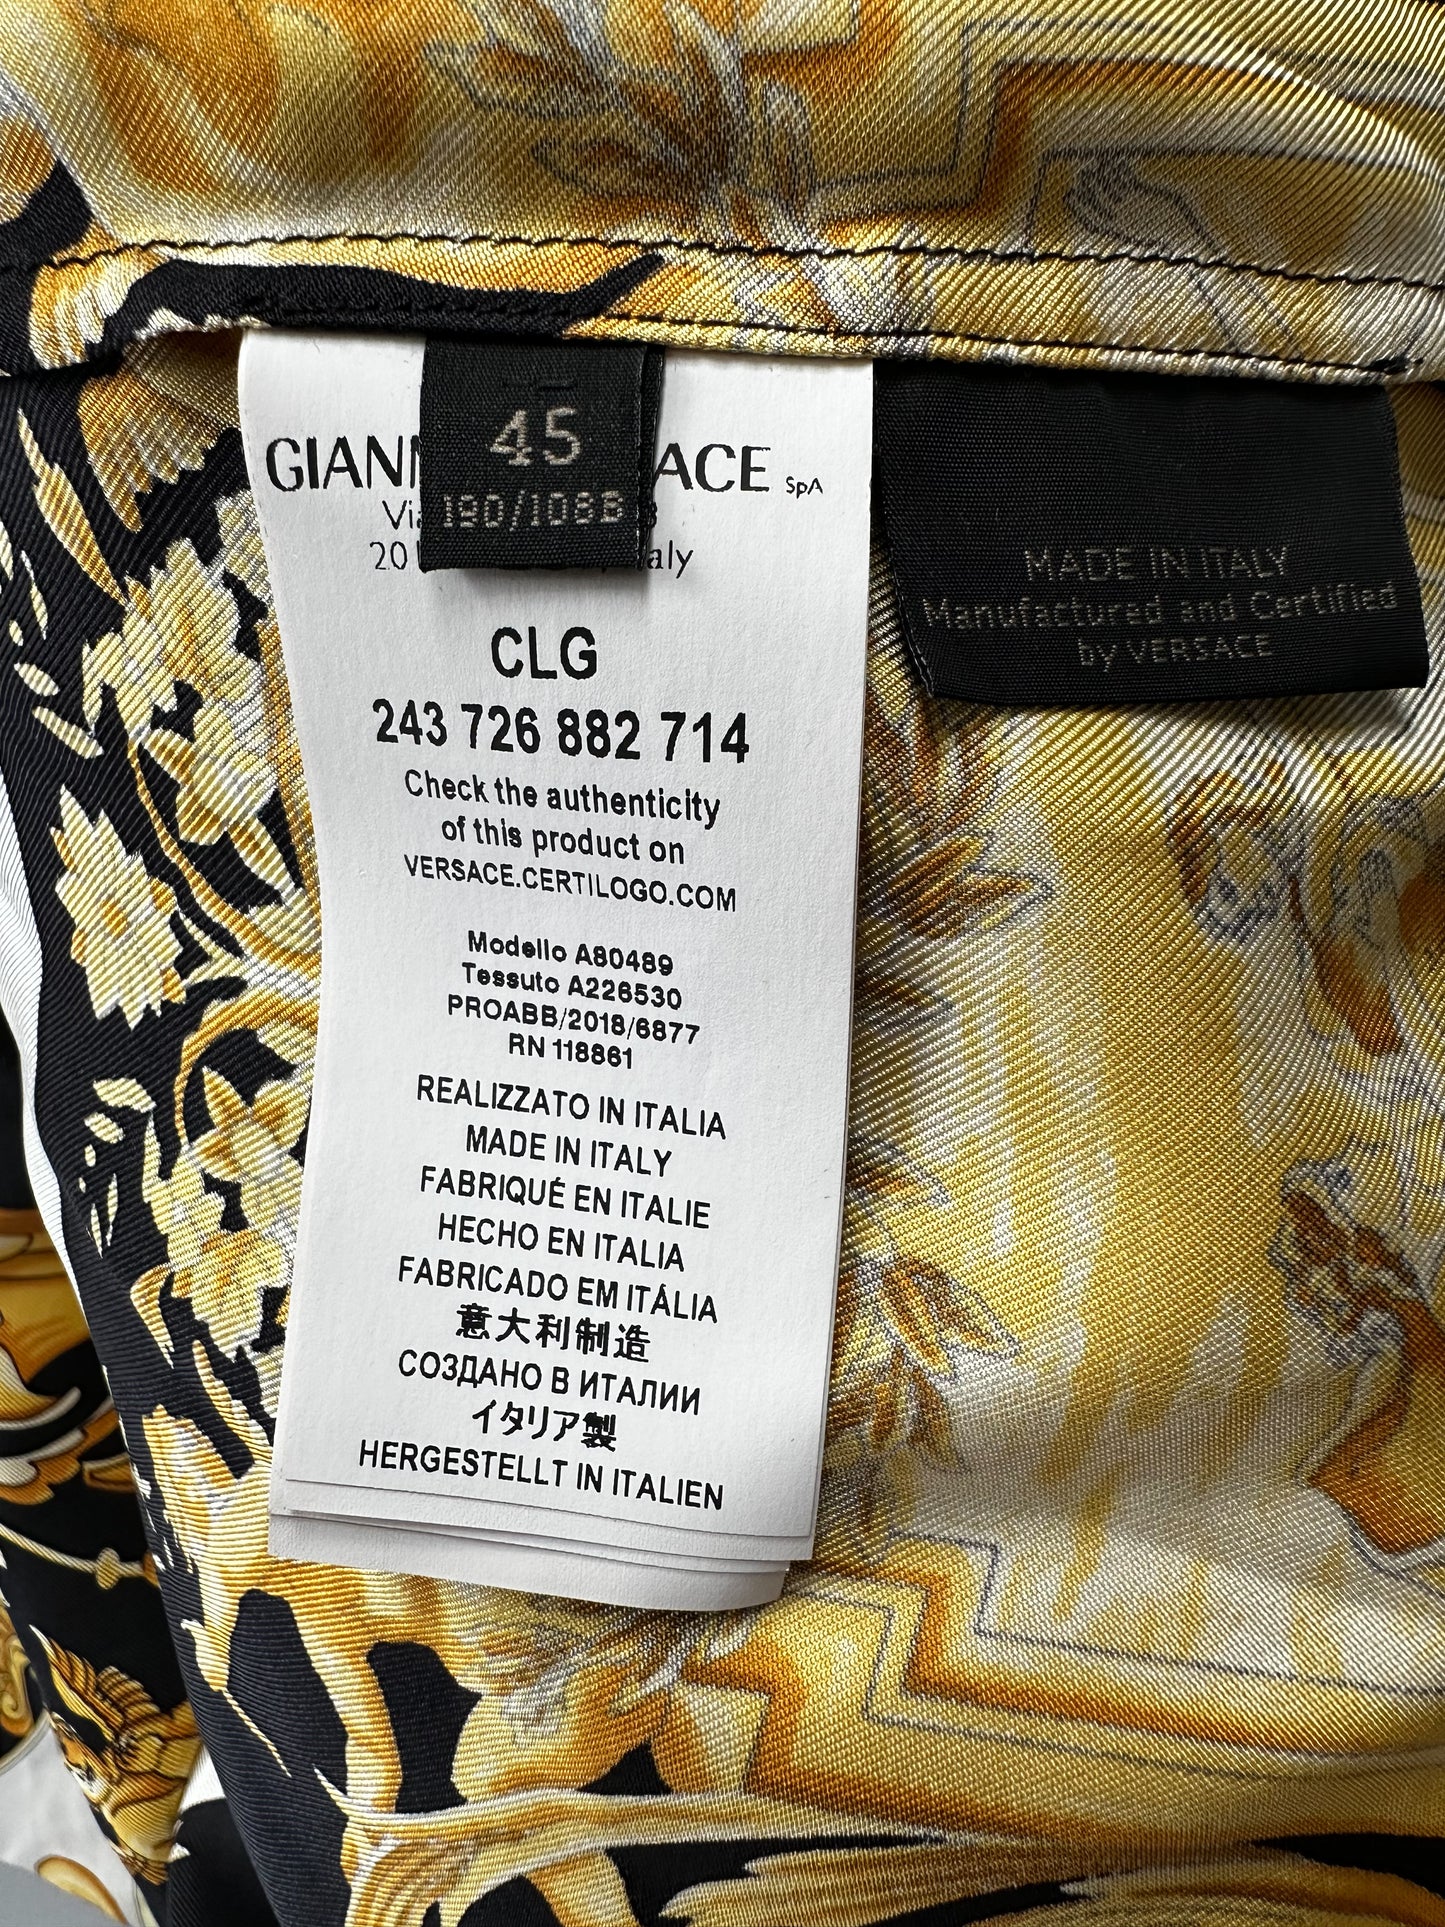 45
190/108B
GIAN ACE SpA
Vi
20 aly
CLG
243 726 882 714
Check the authenticity
of this product on
VERSACE.CERTILOGO.COM
Modello A80489
Tessuto A226530
PROABB/2018/6877
RN 118861
REALIZZATO IN ITALIA
MADE IN ITALY
FABRIQUÉ EN ITALIE
HECHO EN ITALIA
FABRICADO EM ITÁLIA
意大利制造
СОЗДАНО В ИТАЛИИ
イタリア製
HERGESTELLT IN ITALIEN
MADE IN ITALY
Manufactured and Certified
by VERSACE